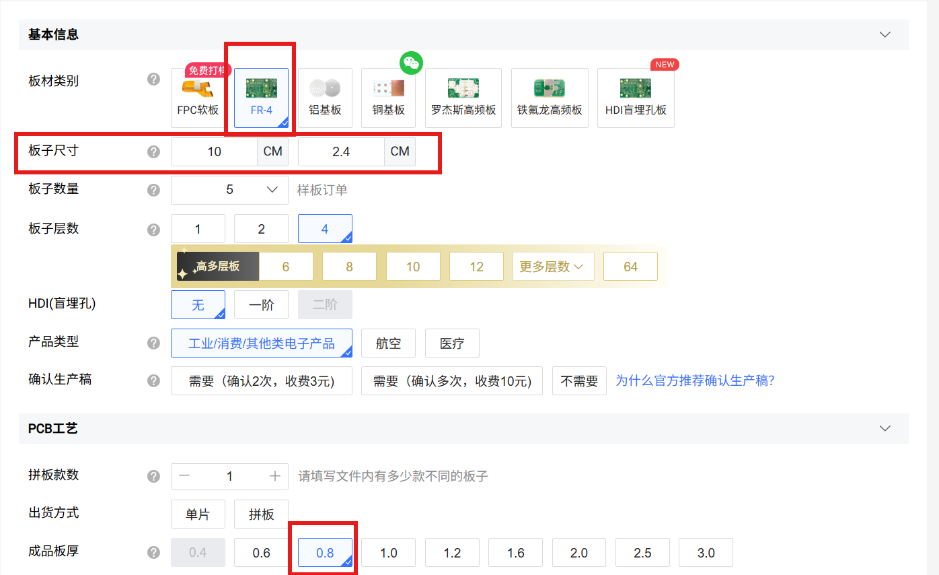 基本信息
板材类别
免费打样
NEW
FPC软板
FR-4
铝基板
铜基板
罗杰斯高频板
铁氟龙高频板
HDI盲埋孔板
板子尺寸 ? 10 CM 2.4 CM
板子数量 ? 5 样板订单
板子层数 ? 1 2 4
高多层板 6 8 10 12 更多层数 64
HDI(盲埋孔) 无 一阶 二阶
产品类型 ? 工业/消费/其他类电子产品 航空 医疗
确认生产稿 ? 需要（确认2次，收费3元） 需要（确认多次，收费10元） 不需要 为什么官方推荐确认生产稿?
PCB工艺
拼板款数 ? 1 请填写文件内有多少款不同的板子
出货方式 单片 拼板
成品板厚 ? 0.4 0.6 0.8 1.0 1.2 1.6 2.0 2.5 3.0